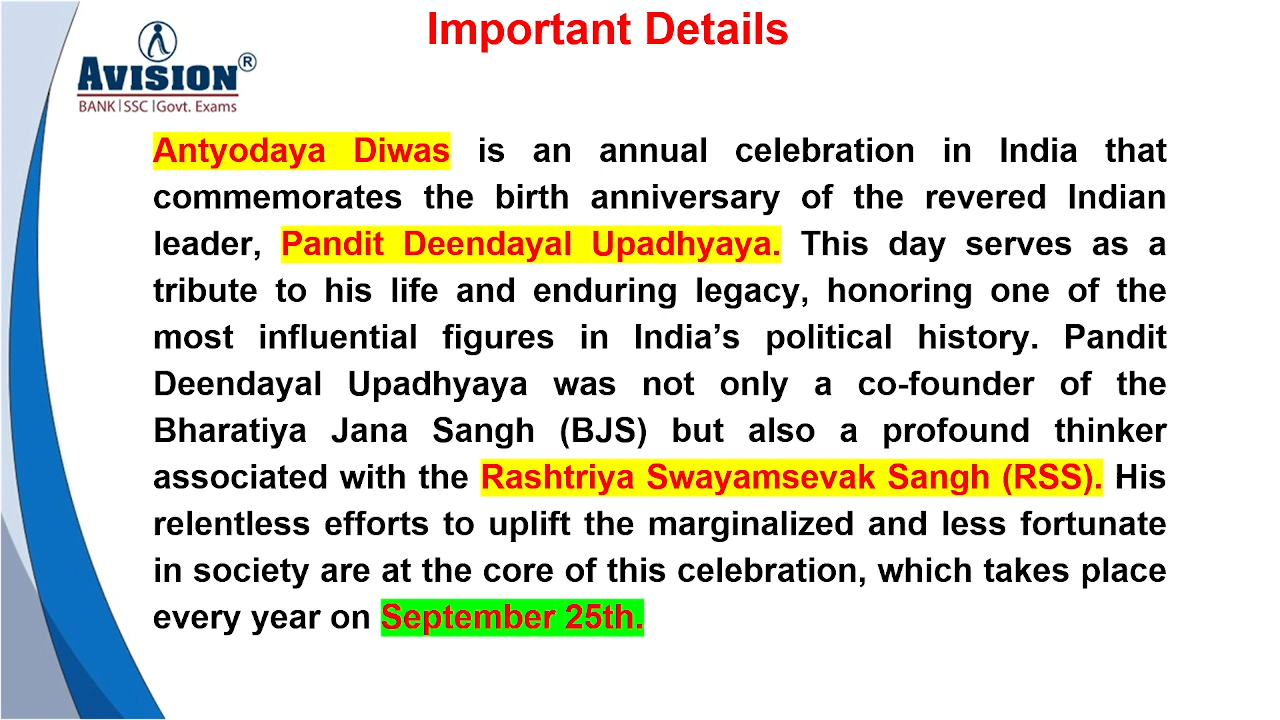 Important Details
AVISION®
BANK|SSC|Govt. Exams
Antyodaya Diwas is an annual celebration in India that
commemorates the birth anniversary of the revered Indian
leader, Pandit Deendayal Upadhyaya. This day serves as a
tribute to his life and enduring legacy, honoring one of the
most influential figures in India’s political history. Pandit
Deendayal Upadhyaya was not only a co-founder of the
Bharatiya Jana Sangh (BJS) but also a profound thinker
associated with the Rashtriya Swayamsevak Sangh (RSS). His
relentless efforts to uplift the marginalized and less fortunate
in society are at the core of this celebration, which takes place
every year on September 25th.